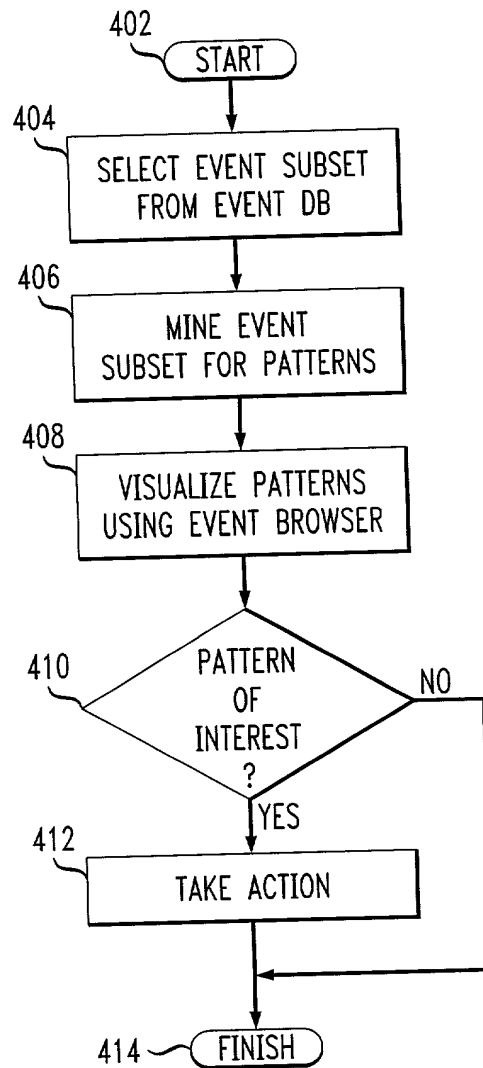 402
START
404
SELECT EVENT SUBSET
FROM EVENT DB
406
MINE EVENT
SUBSET FOR PATTERNS
408
VISUALIZE PATTERNS
USING EVENT BROWSER
410
PATTERN
OF
INTEREST
?
NO
YES
412
TAKE ACTION
414
FINISH